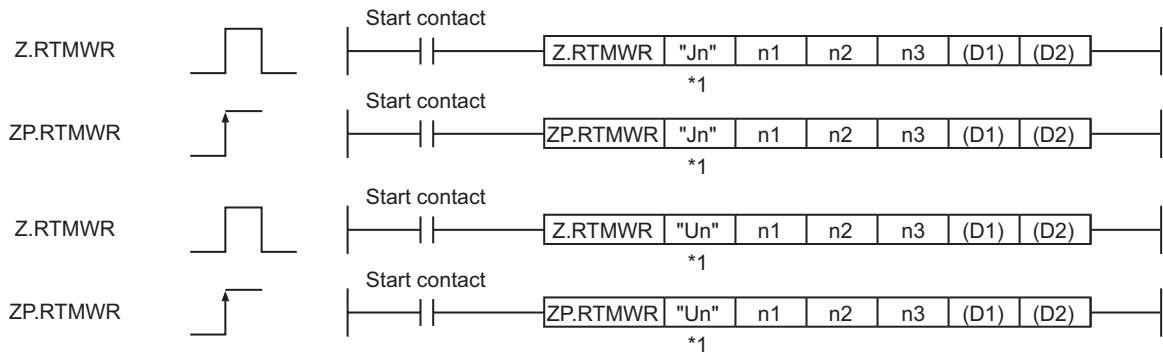 Start contact
Z.RTMWR Z.RTMWR "Jn" n1 n2 n3 (D1) (D2)
*1
Start contact
ZP.RTMWR ZP.RTMWR "Jn" n1 n2 n3 (D1) (D2)
*1
Start contact
Z.RTMWR Z.RTMWR "Un" n1 n2 n3 (D1) (D2)
*1
Start contact
ZP.RTMWR ZP.RTMWR "Un" n1 n2 n3 (D1) (D2)
*1